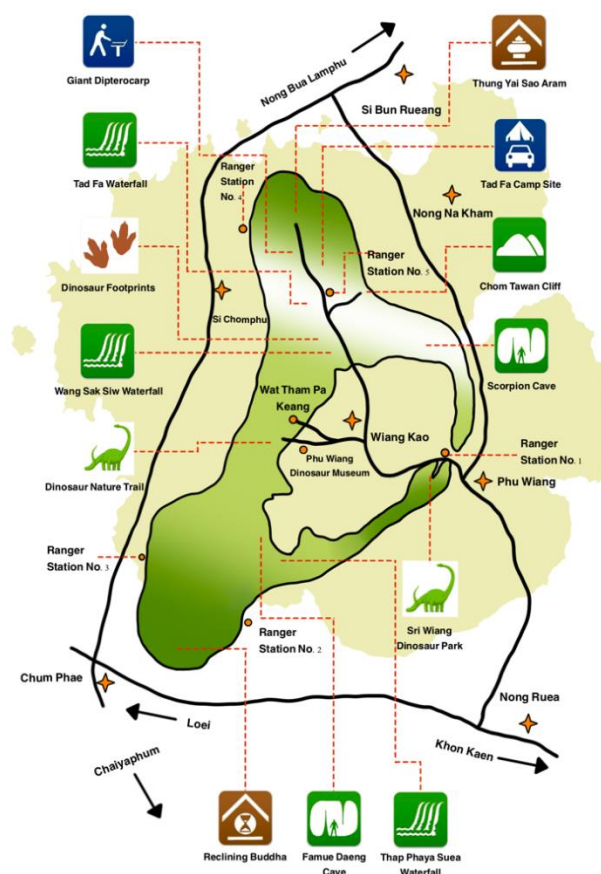 Nong Bua Lamphu
Giant Dipterocarp
Thung Yai Sao Aram
Si Bun Rueang
Tad Fa Waterfall
Ranger
Station
No. 4
Tad Fa Camp Site
Nong Na Kham
Dinosaur Footprints
Ranger
Station No. 5
Chom Tawan Cliff
Si Chomphu
Wang Sak Siw Waterfall
Scorpion Cave
Wat Tham Pa
Keang
Wiang Kao
Dinosaur Nature Trail
Phu Wiang
Dinosaur Museum
Ranger
Station No. 1
Phu Wiang
Ranger
Station No. 3
Sri Wiang
Dinosaur Park
Ranger
Station No. 2
Chum Phae
Nong Ruea
Loei
Khon Kaen
Chaiyaphum
Reclining Buddha
Famue Daeng
Cave
Thap Phaya Suea
Waterfall